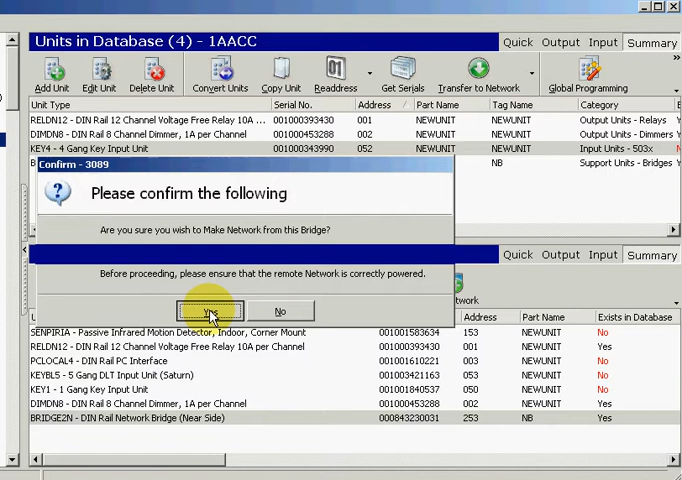 Units in Database (4) - 1AACC
Quick Output Input Summary
Add Unit Edit Unit Delete Unit Convert Units Copy Unit Readdress Get Serials Transfer to Network Global Programming
Unit Type Serial No. Address Part Name Tag Name Category
RELDN12 - DIN Rail 12 Channel Voltage Free Relay 10A ... 001000393430 001 NEWUNIT Output Units - Relays
DIMDN8 - DIN Rail 8 Channel Dimmer, 1A per Channel 001000453288 002 NEWUNIT Output Units - Dimmers
KEY4 - 4 Gang Key Input Unit 001000343990 052 NEWUNIT Input Units - 503x
NB Support Units - Bridges
Confirm - 3089
Please confirm the following
Are you sure you wish to Make Network from this Bridge?
Quick Output Input Summary
Before proceeding, please ensure that the remote Network is correctly powered.
Yes No
Address Part Name Exists in Database
SENPIRIA - Passive Infrared Motion Detector, Indoor, Corner Mount 001001583634 153 NEWUNIT No
RELDN12 - DIN Rail 12 Channel Voltage Free Relay 10A per Channel 001000393430 001 NEWUNIT Yes
PCLOCAL4 - DIN Rail PC Interface 001001610221 003 NEWUNIT No
KEYBL5 - 5 Gang DLT Input Unit (Saturn) 001003421163 053 NEWUNIT No
KEY1 - 1 Gang Key Input Unit 001001840537 050 NEWUNIT No
DIMDN8 - DIN Rail 8 Channel Dimmer, 1A per Channel 001000453288 002 NEWUNIT Yes
BRIDGE2N - DIN Rail Network Bridge (Near Side) 000843230031 253 NB Yes